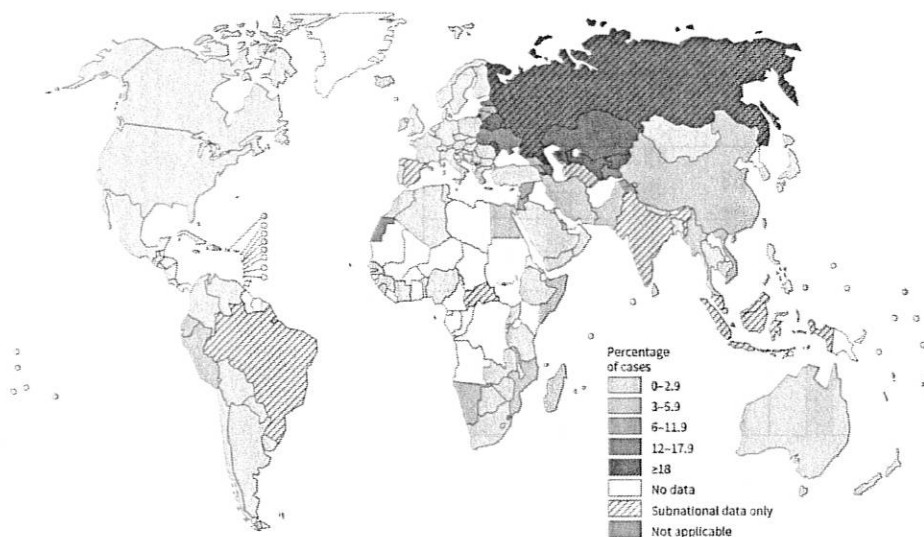 Percentage
of cases
0–2.9
3–5.9
6–11.9
12–17.9
≥18
No data
Subnational data only
Not applicable